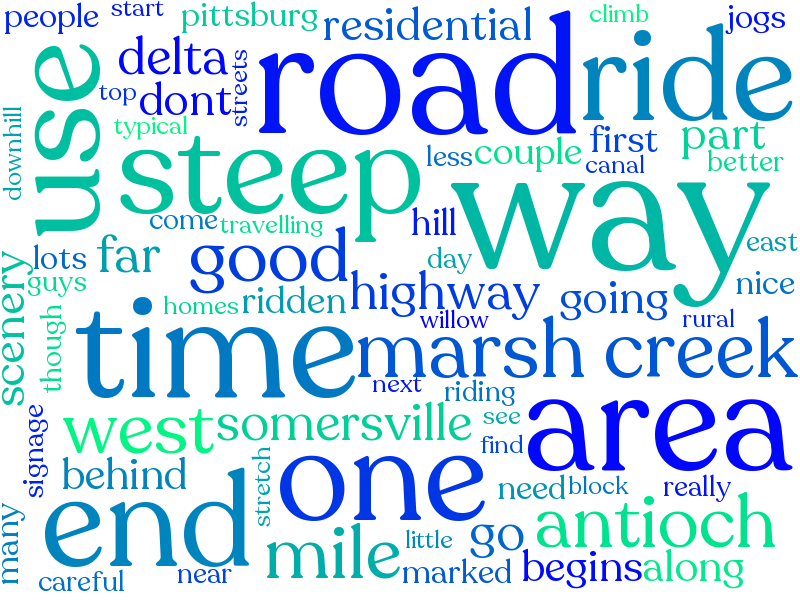 people start pittsburg residential climb jogs
delta road ride
top dont streets
use typical
downhill steep less couple first part
canal better
way
come travelling hill east
scenery lots far good day
guys highway going nice
though homes ridden willow rural
time marsh creek
next riding
signage west somersville see area
find
behind stretch one need block really
many end mile little go antioch
careful near marked begins along